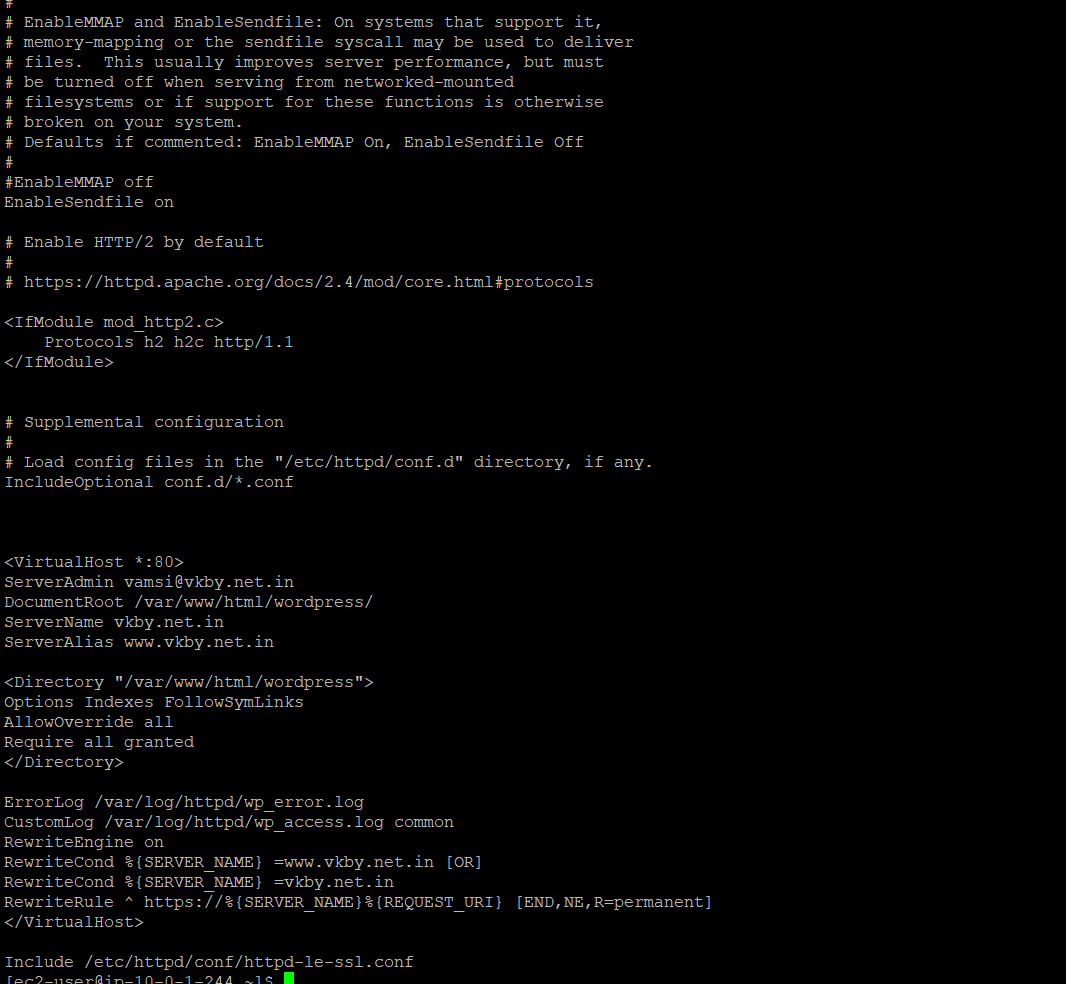 #
# EnableMMAP and EnableSendfile: On systems that support it,
# memory-mapping or the sendfile syscall may be used to deliver
# files.  This usually improves server performance, but must
# be turned off when serving from networked-mounted
# filesystems or if support for these functions is otherwise
# broken on your system.
# Defaults if commented: EnableMMAP On, EnableSendfile Off
#
#EnableMMAP off
EnableSendfile on

# Enable HTTP/2 by default
#
# https://httpd.apache.org/docs/2.4/mod/core.html#protocols

<IfModule mod_http2.c>
    Protocols h2 h2c http/1.1
</IfModule>


# Supplemental configuration
#
# Load config files in the "/etc/httpd/conf.d" directory, if any.
IncludeOptional conf.d/*.conf



<VirtualHost *:80>
ServerAdmin vamsi@vkby.net.in
DocumentRoot /var/www/html/wordpress/
ServerName vkby.net.in
ServerAlias www.vkby.net.in

<Directory "/var/www/html/wordpress">
Options Indexes FollowSymLinks
AllowOverride all
Require all granted
</Directory>

ErrorLog /var/log/httpd/wp_error.log
CustomLog /var/log/httpd/wp_access.log common
RewriteEngine on
RewriteCond %{SERVER_NAME} =www.vkby.net.in [OR]
RewriteCond %{SERVER_NAME} =vkby.net.in
RewriteRule ^ https://%{SERVER_NAME}%{REQUEST_URI} [END,NE,R=permanent]
</VirtualHost>

Include /etc/httpd/conf/httpd-le-ssl.conf
[ec2-user@ip-10-0-1-244 ~]$